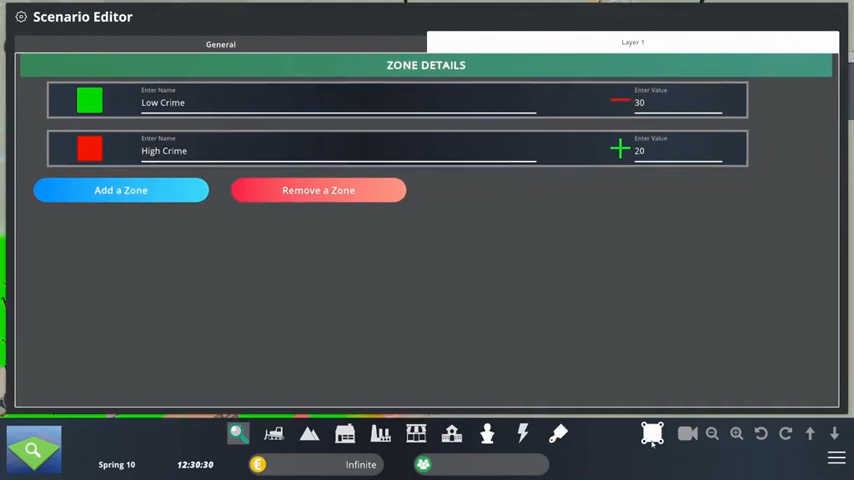 Scenario Editor
General
Layer 1
ZONE DETAILS
Enter Name
Low Crime
Enter Value
30
Enter Name
High Crime
Enter Value
20
Add a Zone
Remove a Zone
Spring 10
12:30:30
Infinite